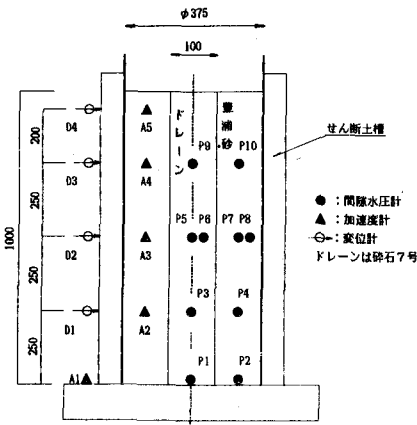 φ375
100
ドレーン
豊浦砂
せん断土槽
D4
A5
P9
P10
D3
A4
P5
P6
P7
P8
D2
A3
P3
P4
D1
A2
P1
P2
A1
200
250
250
250
1000
● : 間隙水圧計
▲ : 加速度計
: 変位計
ドレーンは砕石7号